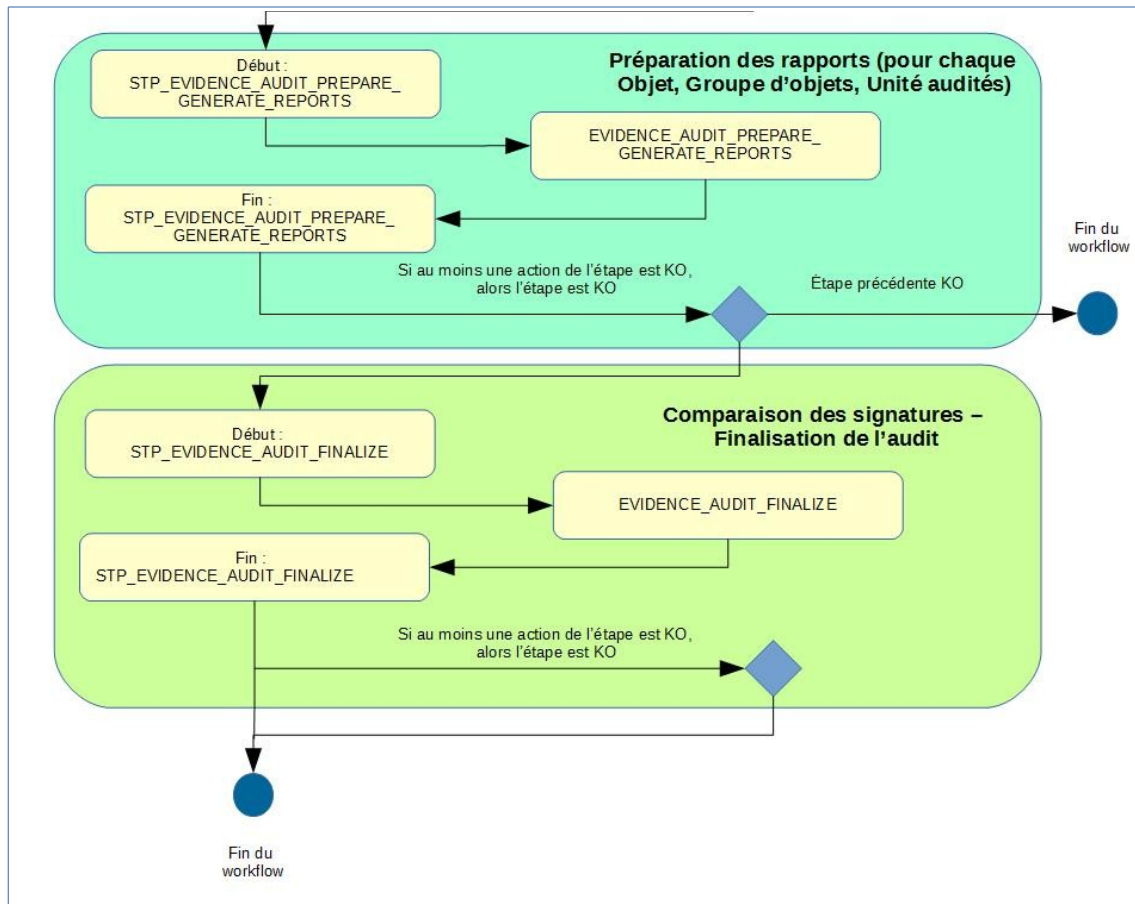 Début :
STP_EVIDENCE_AUDIT_PREPARE_
GENERATE_REPORTS
Préparation des rapports (pour chaque
Objet, Groupe d’objets, Unité audités)
EVIDENCE_AUDIT_PREPARE_
GENERATE_REPORTS
Fin :
STP_EVIDENCE_AUDIT_PREPARE_
GENERATE_REPORTS
Si au moins une action de l’étape est KO,
alors l’étape est KO
Étape précédente KO
Fin du
workflow
Comparaison des signatures –
Finalisation de l’audit
Début :
STP_EVIDENCE_AUDIT_FINALIZE
EVIDENCE_AUDIT_FINALIZE
Fin :
STP_EVIDENCE_AUDIT_FINALIZE
Si au moins une action de l’étape est KO,
alors l’étape est KO
Fin du
workflow